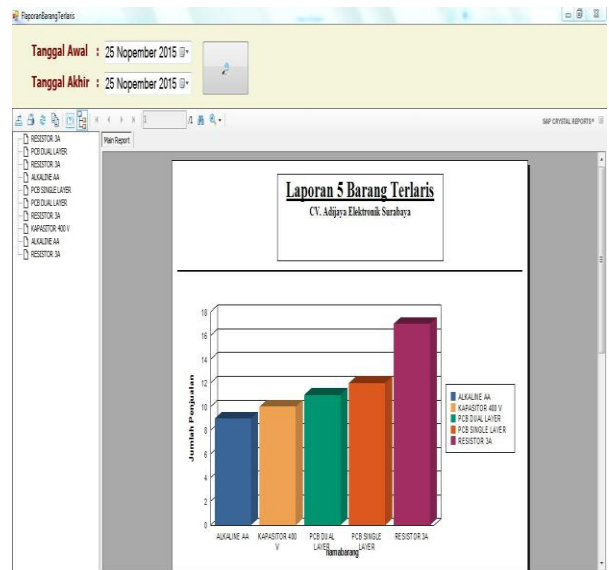 FlaporanBarangTerlaris
Tanggal Awal : 25 Nopember 2015
Tanggal Akhir : 25 Nopember 2015
SAP CRYSTAL REPORTS®
RESISTOR 3A
PCB DUAL LAYER
RESISTOR 3A
ALKALINE AA
PCB SINGLE LAYER
PCB DUAL LAYER
RESISTOR 3A
KAPASITOR 400 V
ALKALINE AA
RESISTOR 3A
Main Report
Laporan 5 Barang Terlaris
CV. Adijaya Elektronik Surabaya
Jumlah Penjualan
18
16
14
12
10
8
6
4
2
0
ALKALINE AA
KAPASITOR 400 V
PCB DUAL LAYER
PCB SINGLE LAYER
RESISTOR 3A
namabarang
ALKALINE AA
KAPASITOR 400 V
PCB DUAL LAYER
PCB SINGLE LAYER
RESISTOR 3A